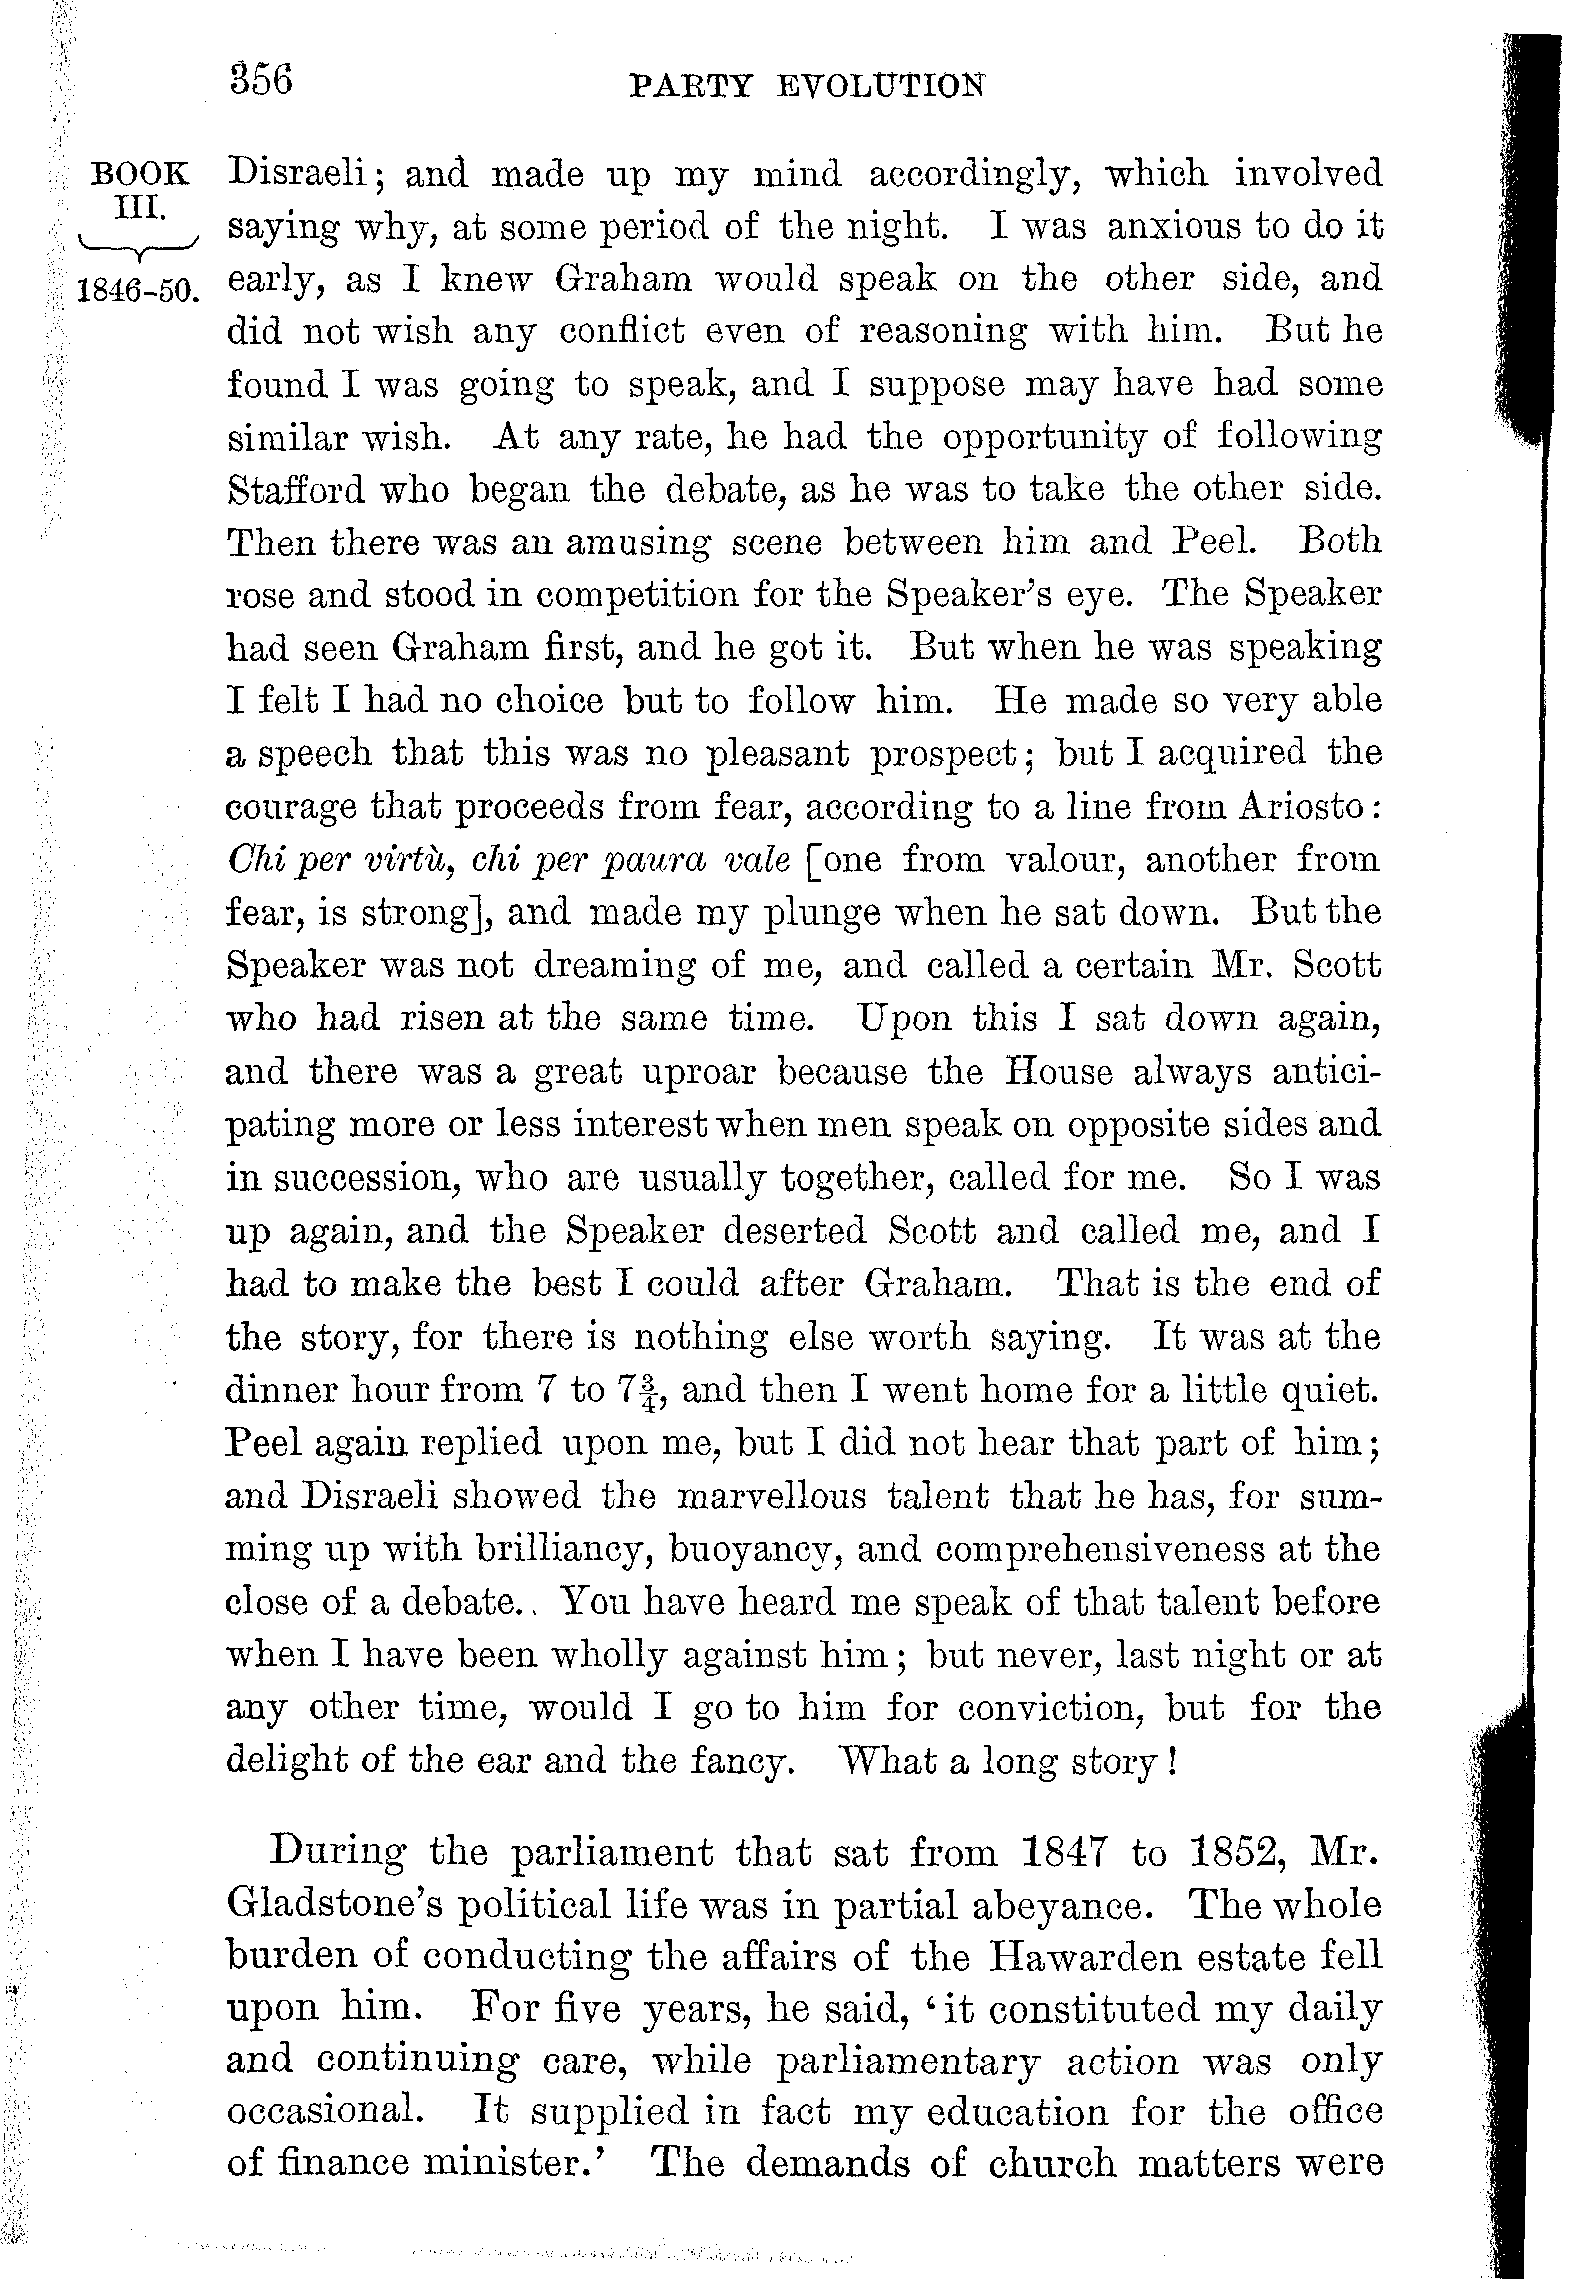 356 PARTY EVOLUTION
BOOK
III.
1846-50.
Disraeli; and made up my mind accordingly, which involved
saying why, at some period of the night. I was anxious to do it
early, as I knew Graham would speak on the other side, and
did not wish any conflict even of reasoning with him. But he
found I was going to speak, and I suppose may have had some
similar wish. At any rate, he had the opportunity of following
Stafford who began the debate, as he was to take the other side.
Then there was an amusing scene between him and Peel. Both
rose and stood in competition for the Speaker's eye. The Speaker
had seen Graham first, and he got it. But when he was speaking
I felt I had no choice but to follow him. He made so very able
a speech that this was no pleasant prospect; but I acquired the
courage that proceeds from fear, according to a line from Ariosto:
Chi per virtù, chi per paura vale [one from valour, another from
fear, is strong], and made my plunge when he sat down. But the
Speaker was not dreaming of me, and called a certain Mr. Scott
who had risen at the same time. Upon this I sat down again,
and there was a great uproar because the House always antici-
pating more or less interest when men speak on opposite sides and
in succession, who are usually together, called for me. So I was
up again, and the Speaker deserted Scott and called me, and I
had to make the best I could after Graham. That is the end of
the story, for there is nothing else worth saying. It was at the
dinner hour from 7 to 7¾, and then I went home for a little quiet.
Peel again replied upon me, but I did not hear that part of him;
and Disraeli showed the marvellous talent that he has, for sum-
ming up with brilliancy, buoyancy, and comprehensiveness at the
close of a debate.. You have heard me speak of that talent before
when I have been wholly against him; but never, last night or at
any other time, would I go to him for conviction, but for the
delight of the ear and the fancy. What a long story!
During the parliament that sat from 1847 to 1852, Mr.
Gladstone's political life was in partial abeyance. The whole
burden of conducting the affairs of the Hawarden estate fell
upon him. For five years, he said, 'it constituted my daily
and continuing care, while parliamentary action was only
occasional. It supplied in fact my education for the office
of finance minister.' The demands of church matters were